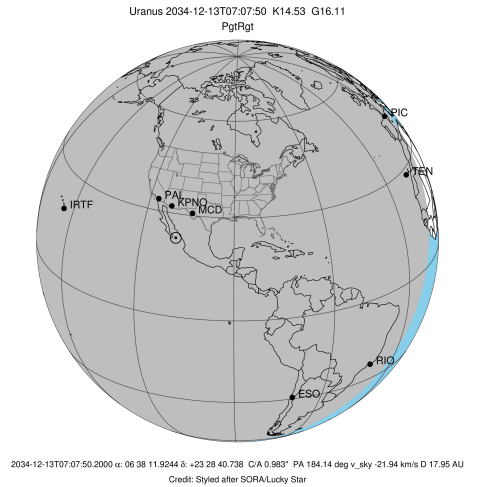 Uranus 2034-12-13T07:07:50 K14.53 G16.11
PgtRgt
PIC
TEN
PAL
KPNO
IRTF
MCD
RIO
ESO
2034-12-13T07:07:50.2000 α: 06 38 11.9244 δ: +23 28 40.738 C/A 0.983" PA 184.14 deg v_sky -21.94 km/s D 17.95 AU
Credit: Styled after SORA/Lucky Star